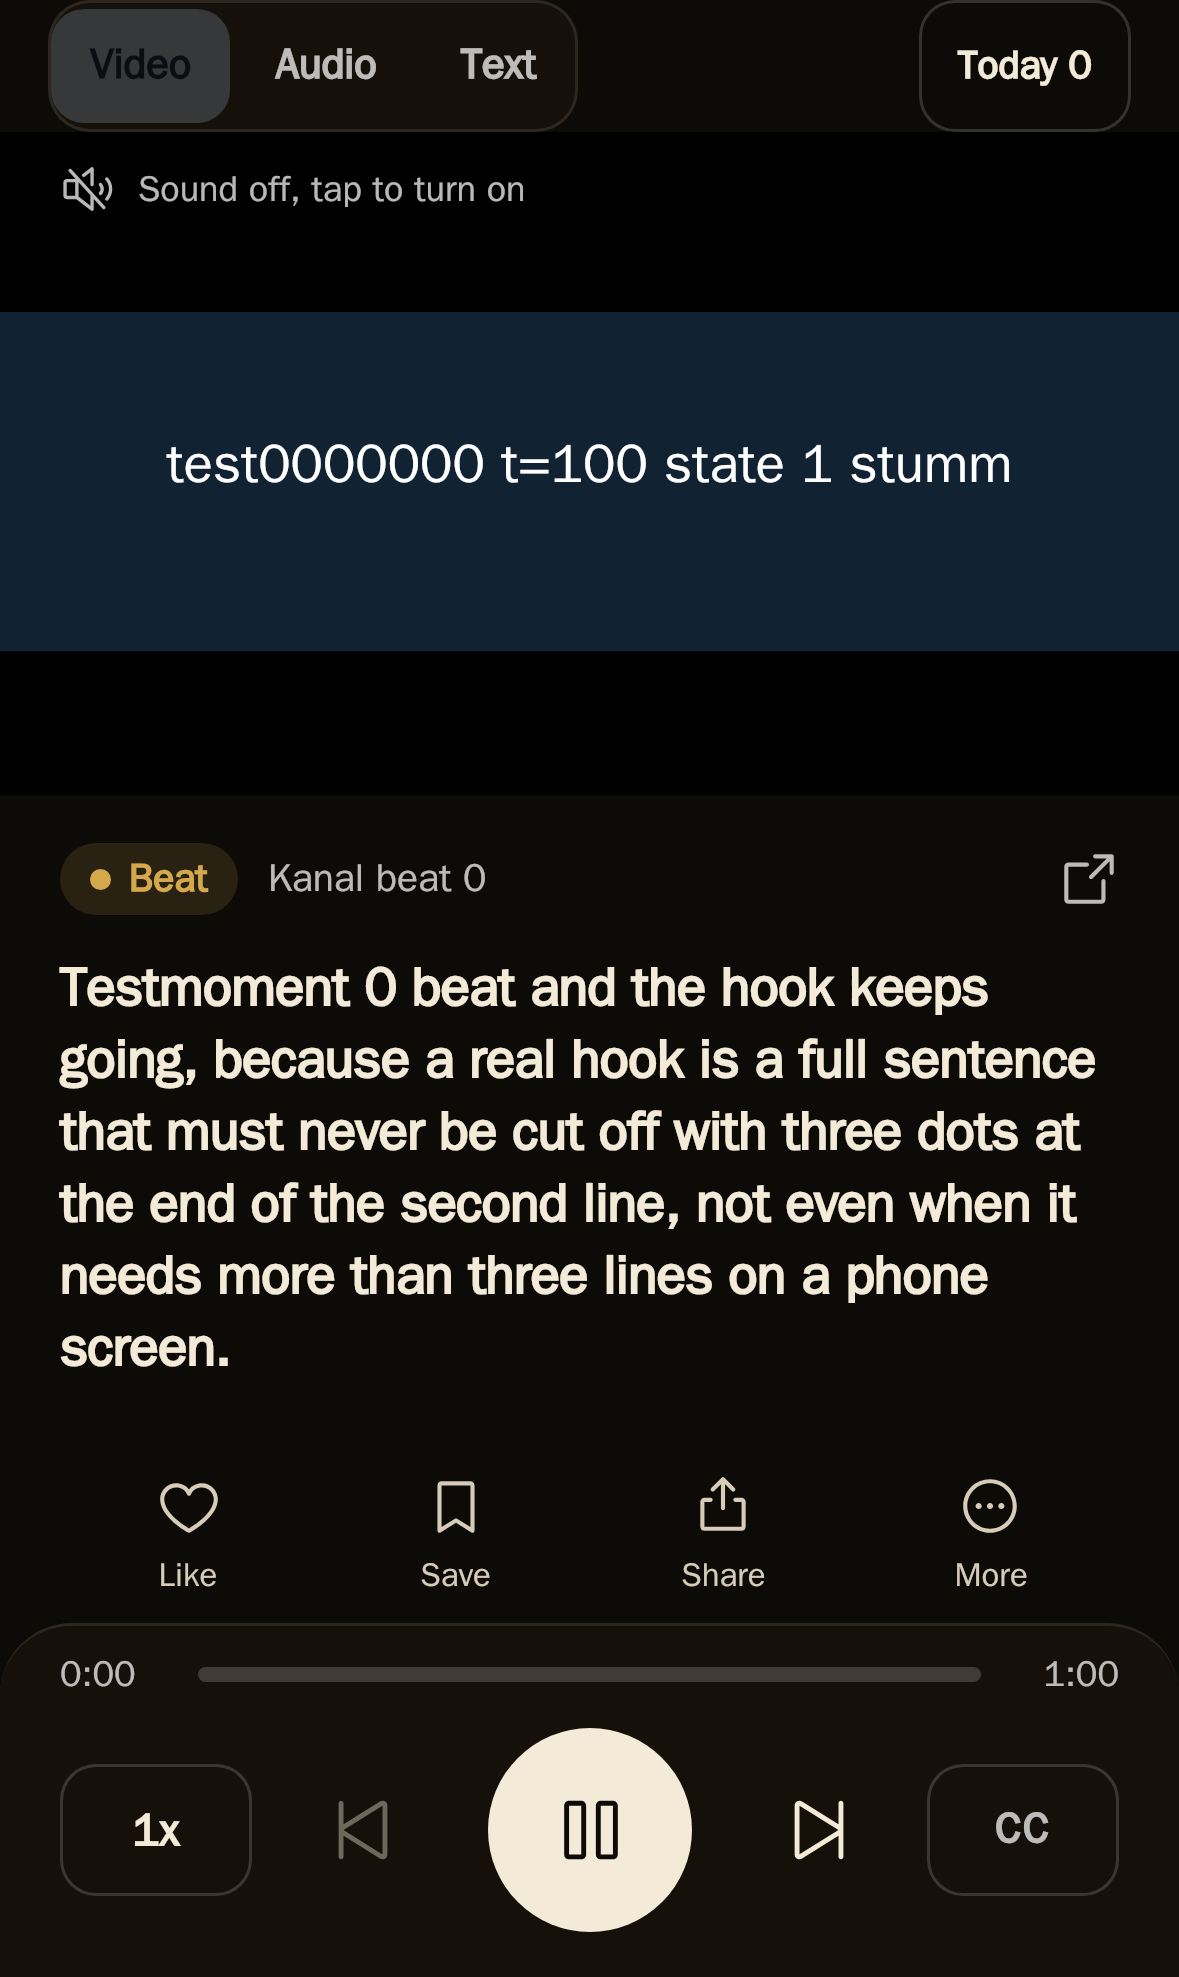 Video Audio Text Today 0
Sound off, tap to turn on
test0000000 t=100 state 1 stumm
Beat Kanal beat 0
Testmoment 0 beat and the hook keeps
going, because a real hook is a full sentence
that must never be cut off with three dots at
the end of the second line, not even when it
needs more than three lines on a phone
screen.
Like Save Share More
0:00 1:00
1x CC